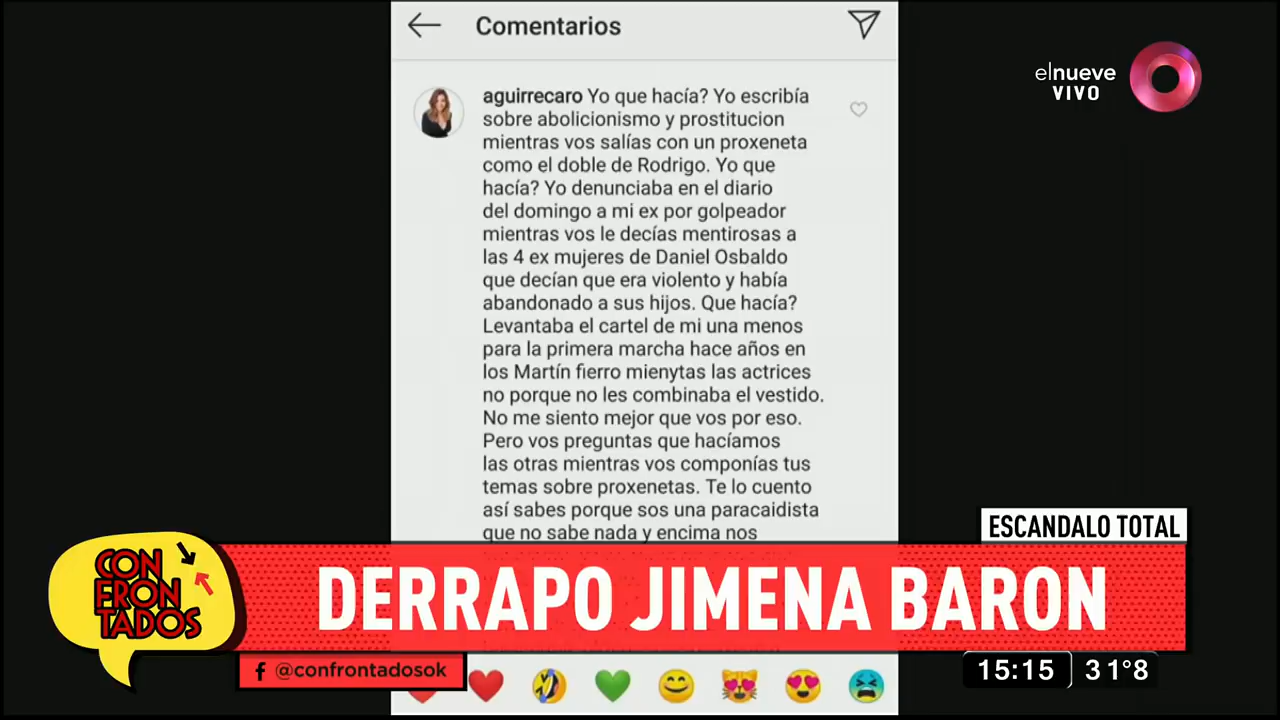 Comentarios
elnueve
VIVO
aguirrecaro Yo que hacía? Yo escribía
sobre abolicionismo y prostitucion
mientras vos salías con un proxeneta
como el doble de Rodrigo. Yo que
hacía? Yo denunciaba en el diario
del domingo a mi ex por golpeador
mientras vos le decías mentirosas a
las 4 ex mujeres de Daniel Osbaldo
que decían que era violento y había
abandonado a sus hijos. Que hacía?
Levantaba el cartel de mi una menos
para la primera marcha hace años en
los Martín fierro mienytas las actrices
no porque no les combinaba el vestido.
No me siento mejor que vos por eso.
Pero vos preguntas que hacíamos
las otras mientras vos componías tus
temas sobre proxenetas. Te lo cuento
así sabes porque sos una paracaidista
que no sabe nada y encima nos
ESCANDALO TOTAL
CON
FRON
TADOS
DERRAPO JIMENA BARON
@confrontadosok
15:15 31°8